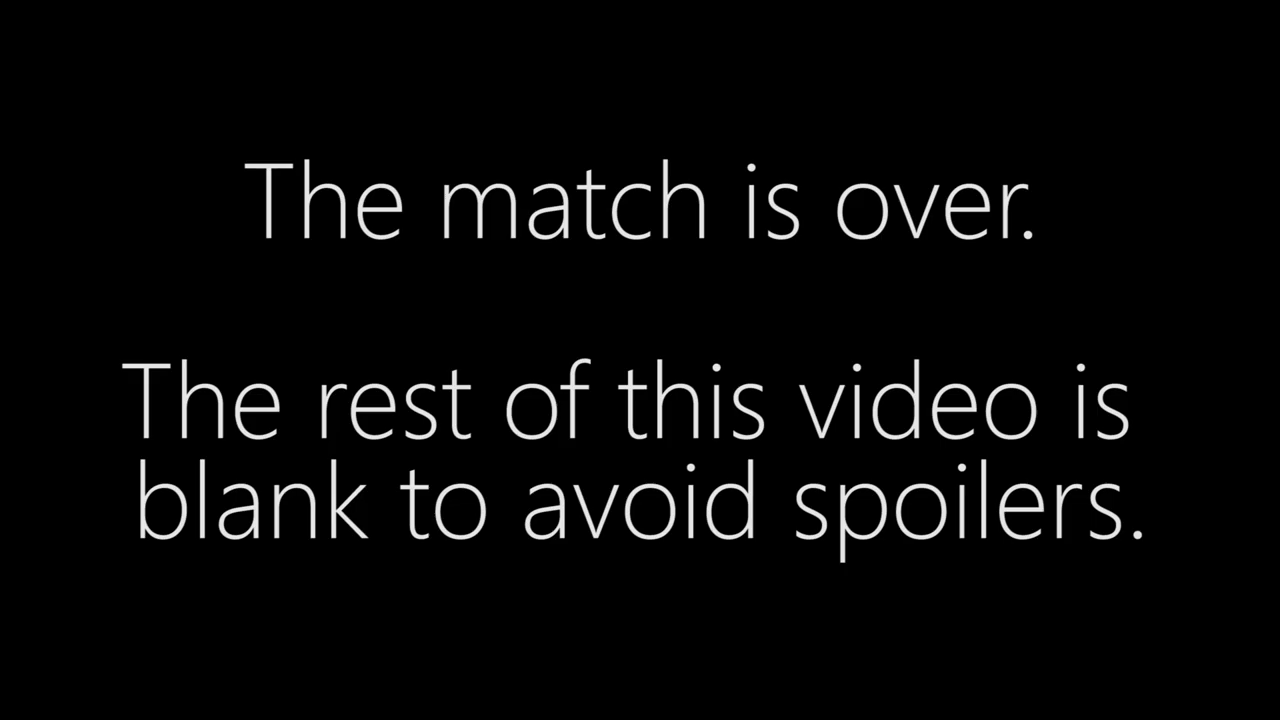 The match is over.
The rest of this video is
blank to avoid spoilers.